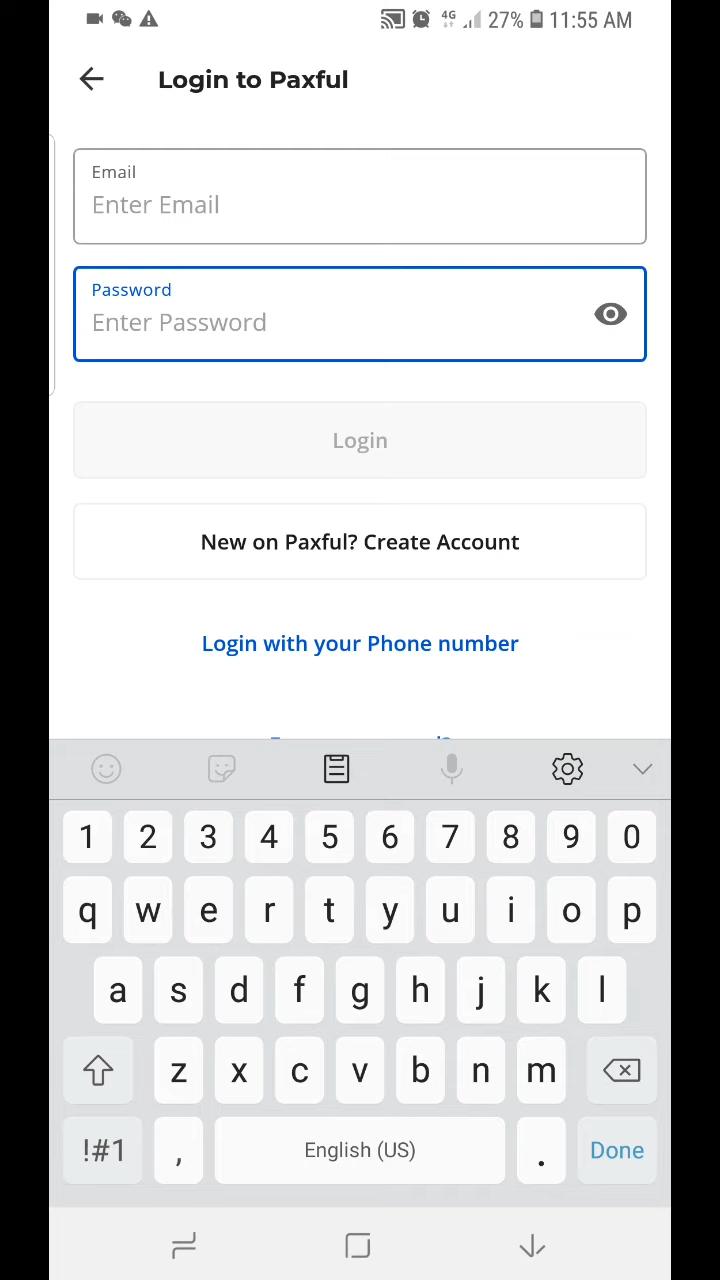 4G 27% 11:55 AM
Login to Paxful
Email
Enter Email
Password
Enter Password
Login
New on Paxful? Create Account
Login with your Phone number
1 2 3 4 5 6 7 8 9 0
q w e r t y u i o p
a s d f g h j k l
z x c v b n m
!#1 , English (US) . Done